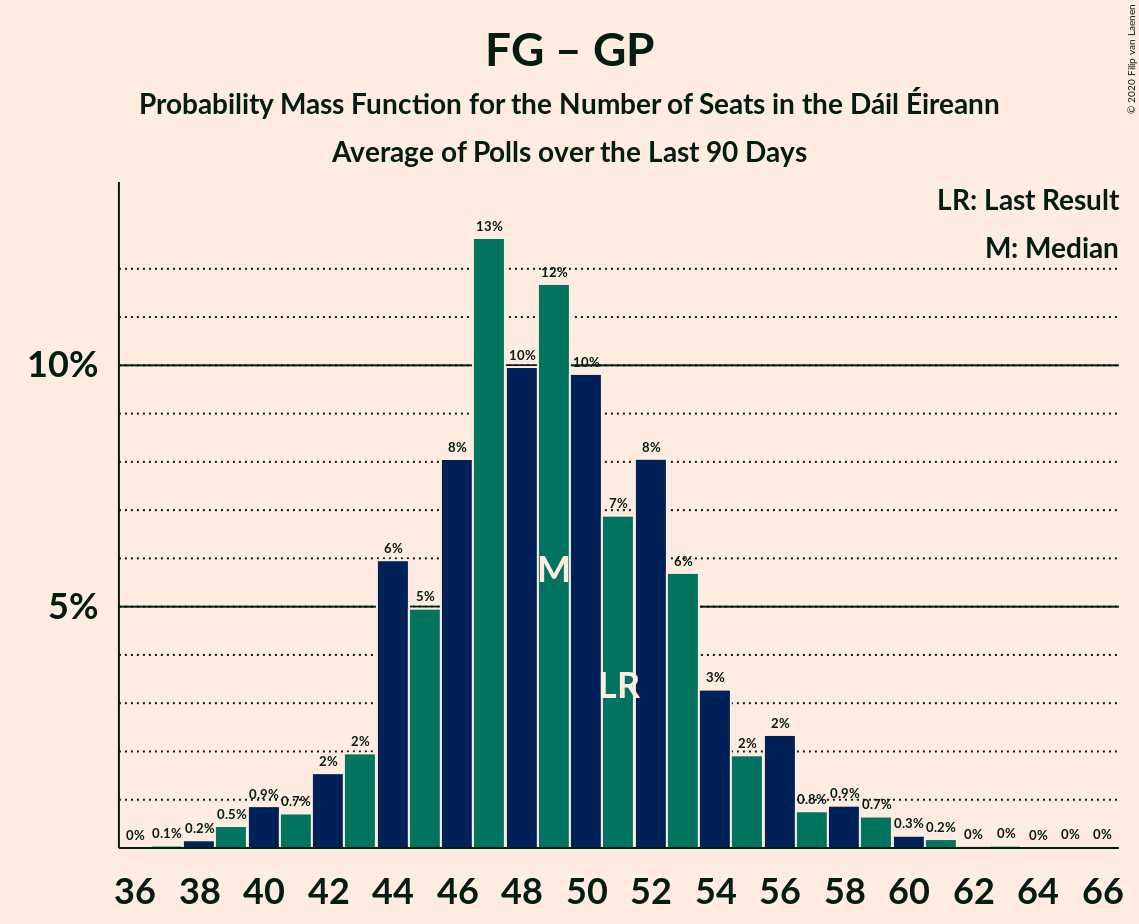 © 2020 Filip van Laenen
FG – GP
Probability Mass Function for the Number of Seats in the Dáil Éireann
Average of Polls over the Last 90 Days
LR: Last Result
M: Median
10%
5%
0% 0.1% 0.2% 0.5% 0.9% 0.7% 2% 2% 6% 5% 8% 13% 10% 12% 10% 7% 8% 6% 3% 2% 2% 0.8% 0.9% 0.7% 0.3% 0.2% 0% 0% 0% 0% 0%
M
LR
36 38 40 42 44 46 48 50 52 54 56 58 60 62 64 66